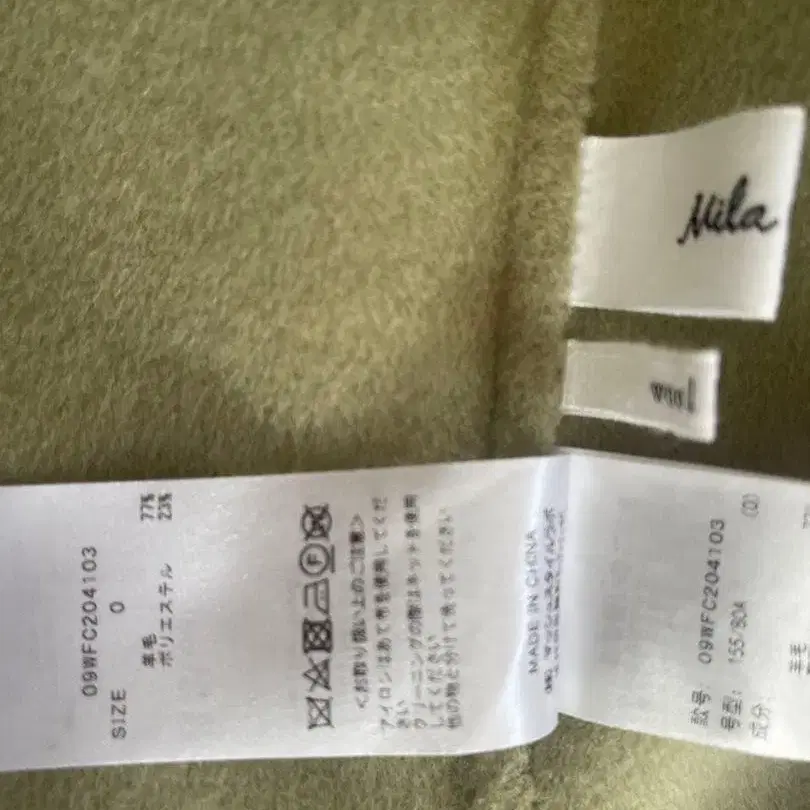 Mila
wool
09WFC204103
SIZE 0
羊毛 77%
ポリエステル 23%
<お取り扱い上のご注意>
アイロンはあて布を使用してくだ
さい
クリーニングの際はネットを使用
してください
他の物と分けて洗ってください
MADE IN CHINA
款号: 09WFC204103
号型: 155/80A (0)
成分:
羊毛